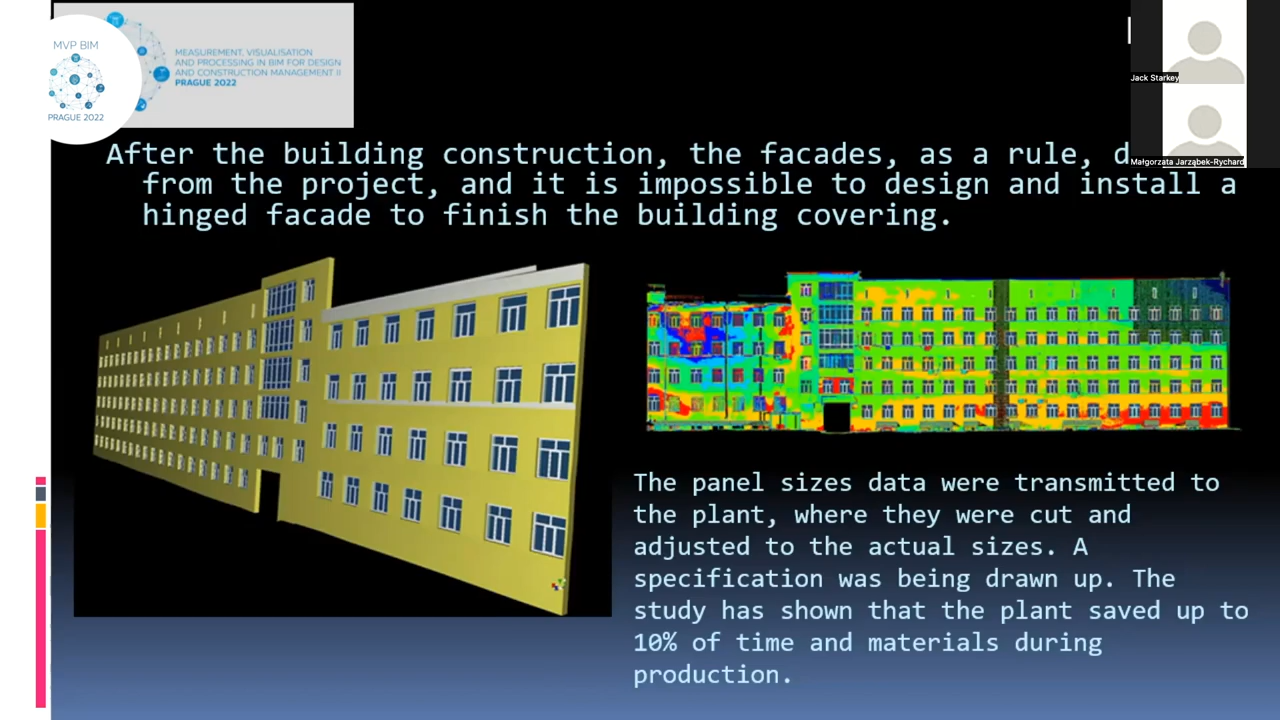 MVP BIM
PRAGUE 2022
MEASUREMENT, VISUALISATION
AND PROCESSING IN BIM FOR DESIGN
AND CONSTRUCTION MANAGEMENT II
PRAGUE 2022
Jack Starkey
Małgorzata Jarząbek-Rychard
After the building construction, the facades, as a rule,
from the project, and it is impossible to design and install a
hinged facade to finish the building covering.
The panel sizes data were transmitted to
the plant, where they were cut and
adjusted to the actual sizes. A
specification was being drawn up. The
study has shown that the plant saved up to
10% of time and materials during
production.